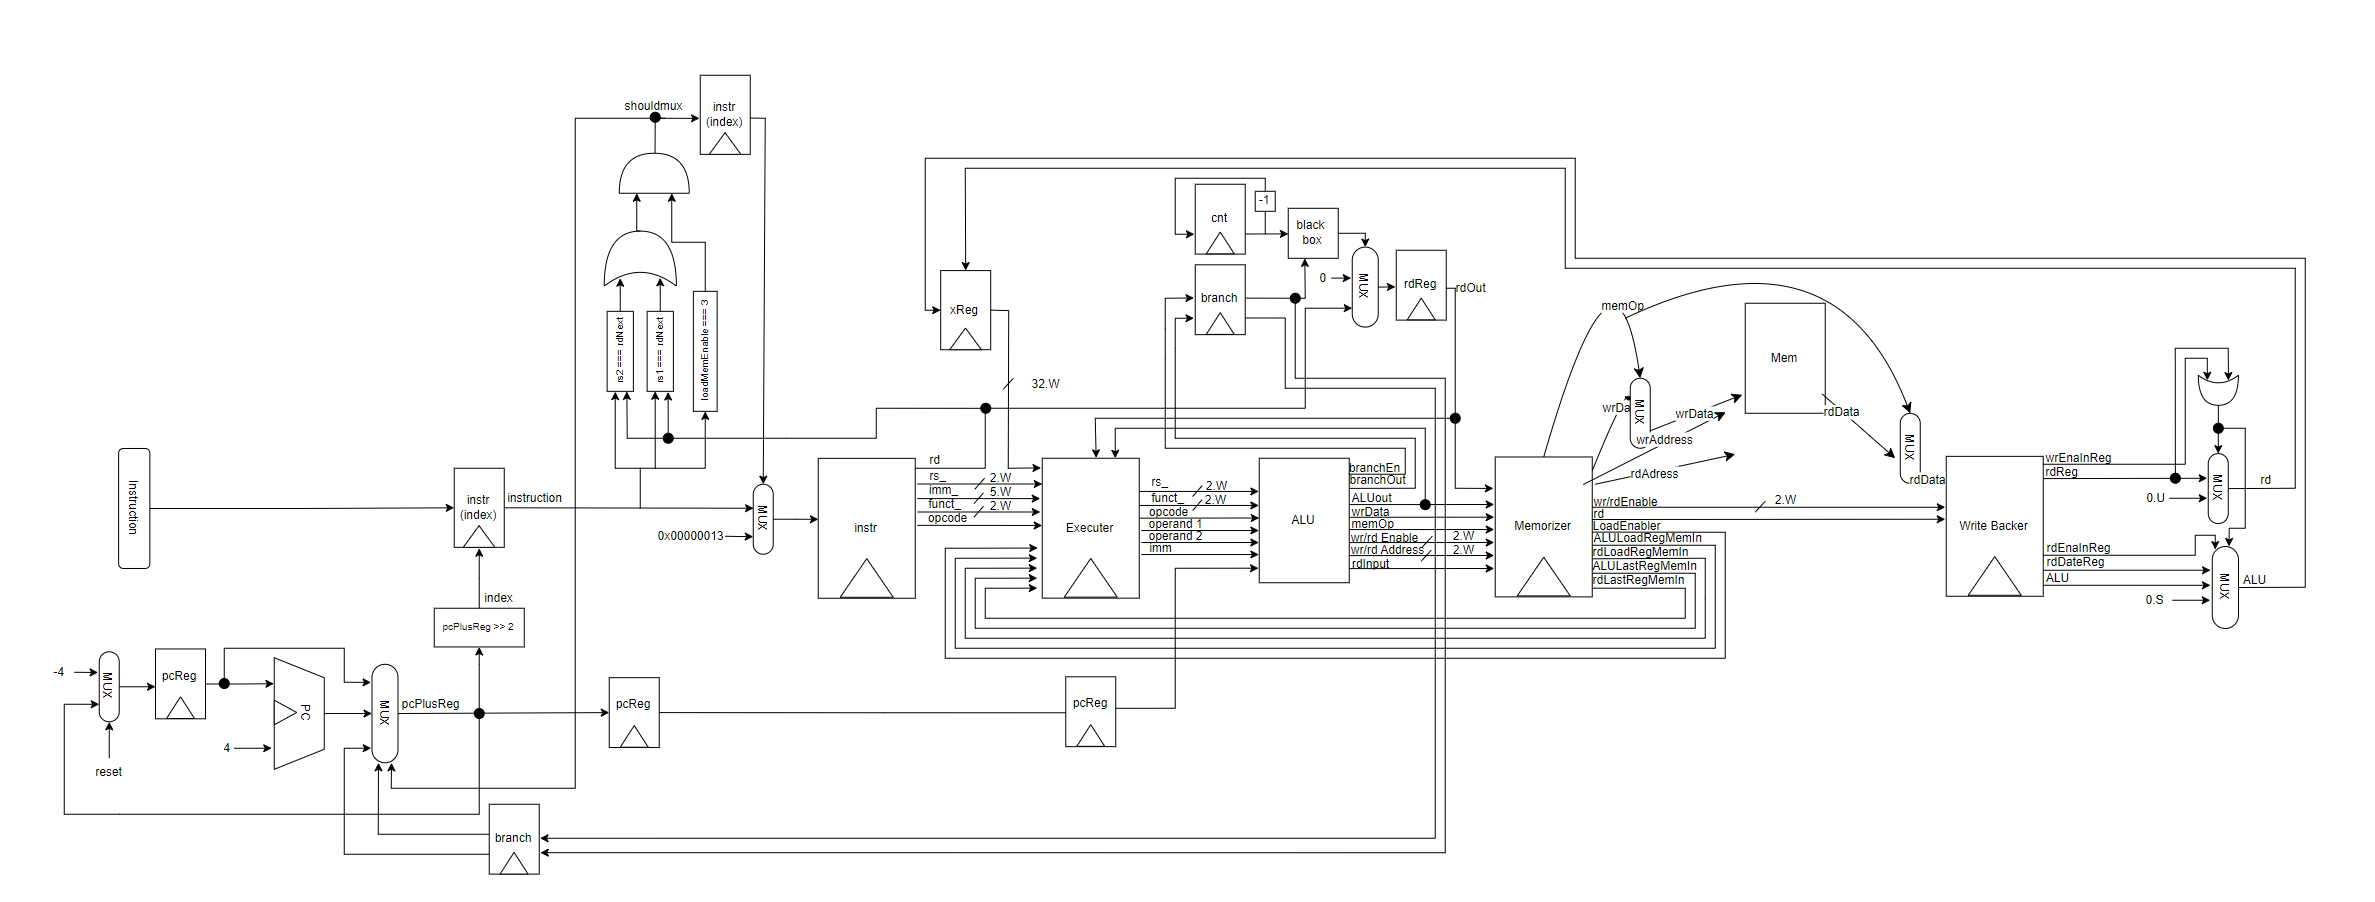 shouldmux
instr
(index)
rs2 === rdNext
rs1 === rdNext
loadMemEnable === 3
Instruction
instr
(index)
instruction
0x00000013
MUX
index
pcPlusReg >> 2
-4
MUX
reset
pcReg
PC
4
MUX
pcPlusReg
pcReg
branch
instr
rd
rs_
2.W
imm_
5.W
funct_
2.W
opcode
xReg
32.W
Executer
rs_
2.W
funct_
2.W
opcode
operand 1
operand 2
imm
pcReg
cnt
-1
black
box
branch
0
MUX
rdReg
rdOut
ALU
branchEn
branchOut
ALUout
wrData
memOp
wr/rd Enable
2.W
wr/rd Address
2.W
rdInput
Memorizer
memOp
wrDa
MUX
wrData
wrAddress
rdAdress
Mem
rdData
MUX
rdData
wr/rdEnable
2.W
rd
LoadEnabler
ALULoadRegMemIn
rdLoadRegMemIn
ALULastRegMemIn
rdLastRegMemIn
Write Backer
wrEnaInReg
rdReg
0.U
MUX
rd
rdEnaInReg
rdDateReg
ALU
0.S
MUX
ALU